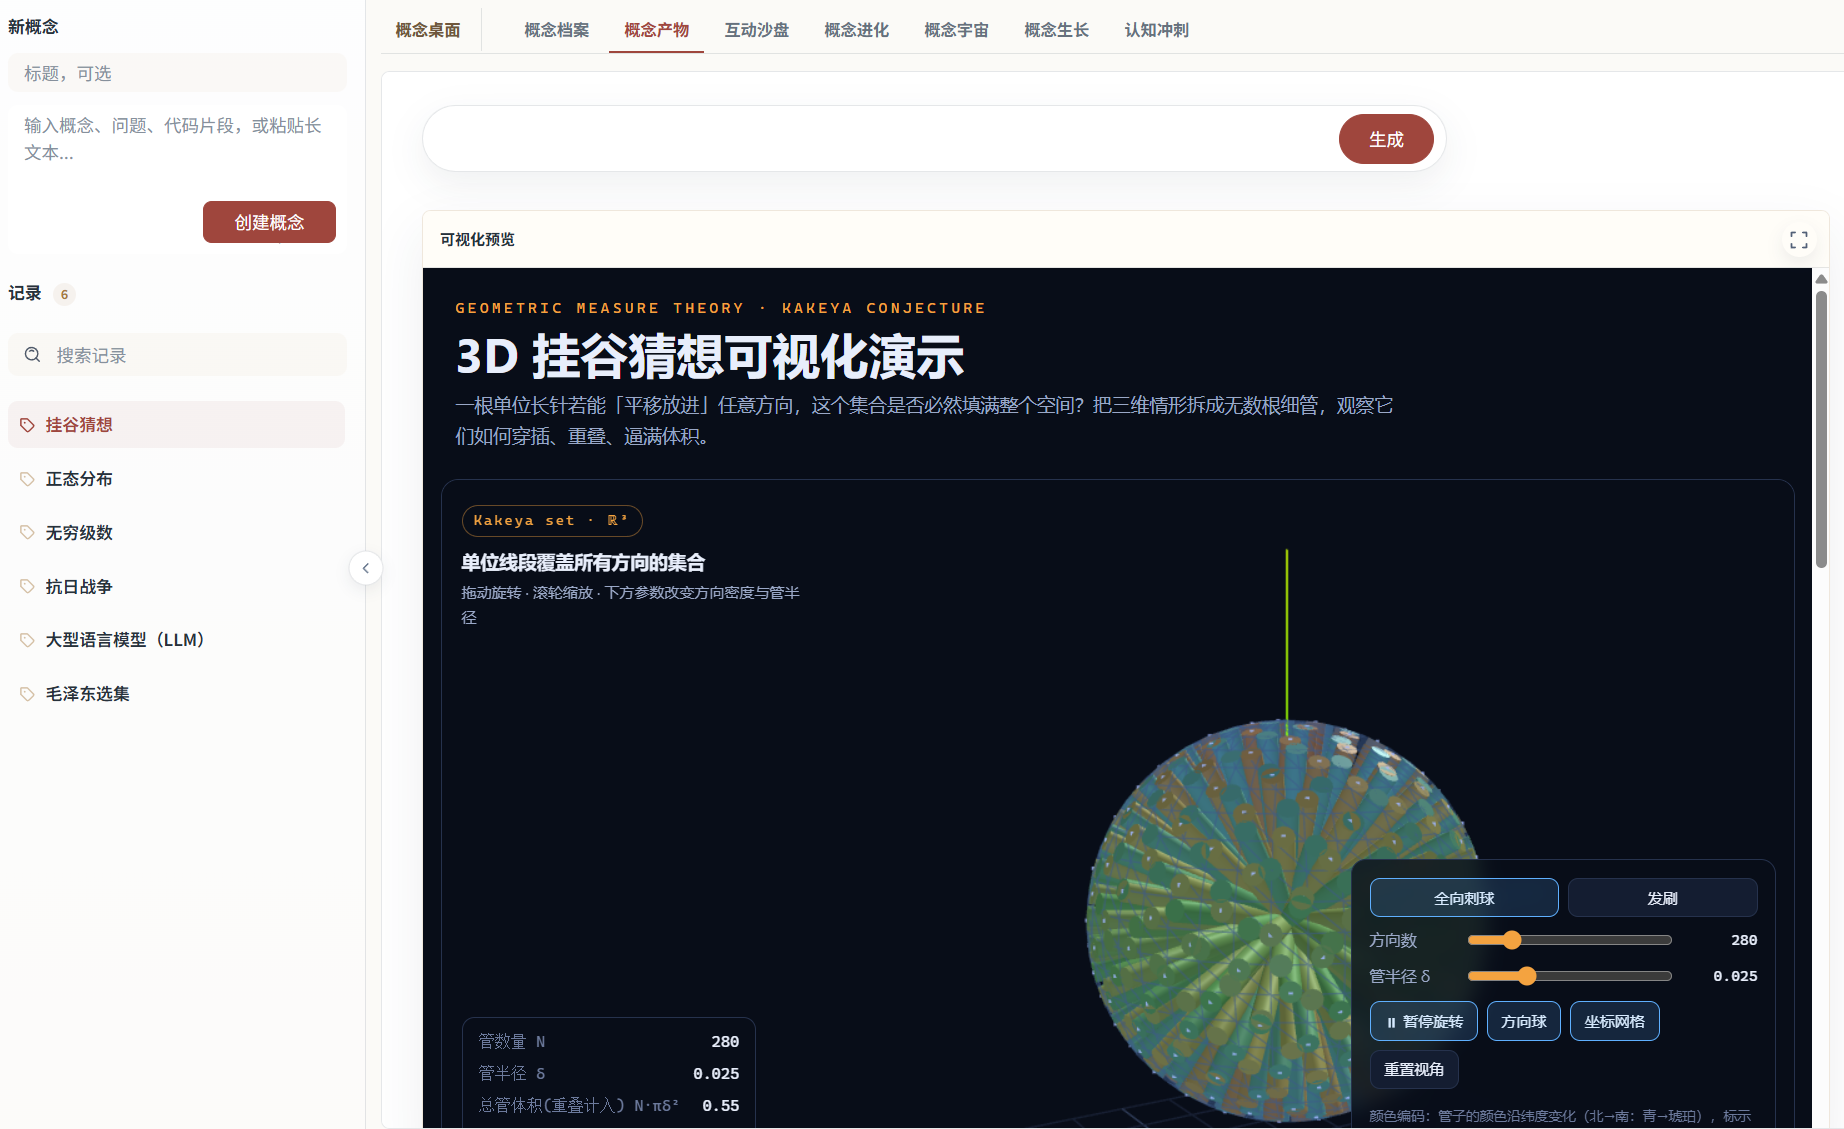 新概念
标题，可选
输入概念、问题、代码片段，或粘贴长
文本...
创建概念
记录 6
搜索记录
挂谷猜想
正态分布
无穷级数
抗日战争
大型语言模型（LLM）
毛泽东选集
概念桌面
概念档案
概念产物
互动沙盘
概念进化
概念宇宙
概念生长
认知冲刺
生成
可视化预览
GEOMETRIC MEASURE THEORY · KAKEYA CONJECTURE
3D 挂谷猜想可视化演示
一根单位长针若能「平移放进」任意方向，这个集合是否必然填满整个空间？把三维情形拆成无数根细管，观察它
们如何穿插、重叠、逼满体积。
Kakeya set · ℝ³
单位线段覆盖所有方向的集合
拖动旋转 · 滚轮缩放 · 下方参数改变方向密度与管半
径
管数量 N 280
管半径 δ 0.025
总管体积(重叠计入) N·πδ² 0.55
全向刺球
发刷
方向数 280
管半径 δ 0.025
⏸ 暂停旋转
方向球
坐标网格
重置视角
颜色编码：管子的颜色沿纬度变化（北→南：青→琥珀），标示